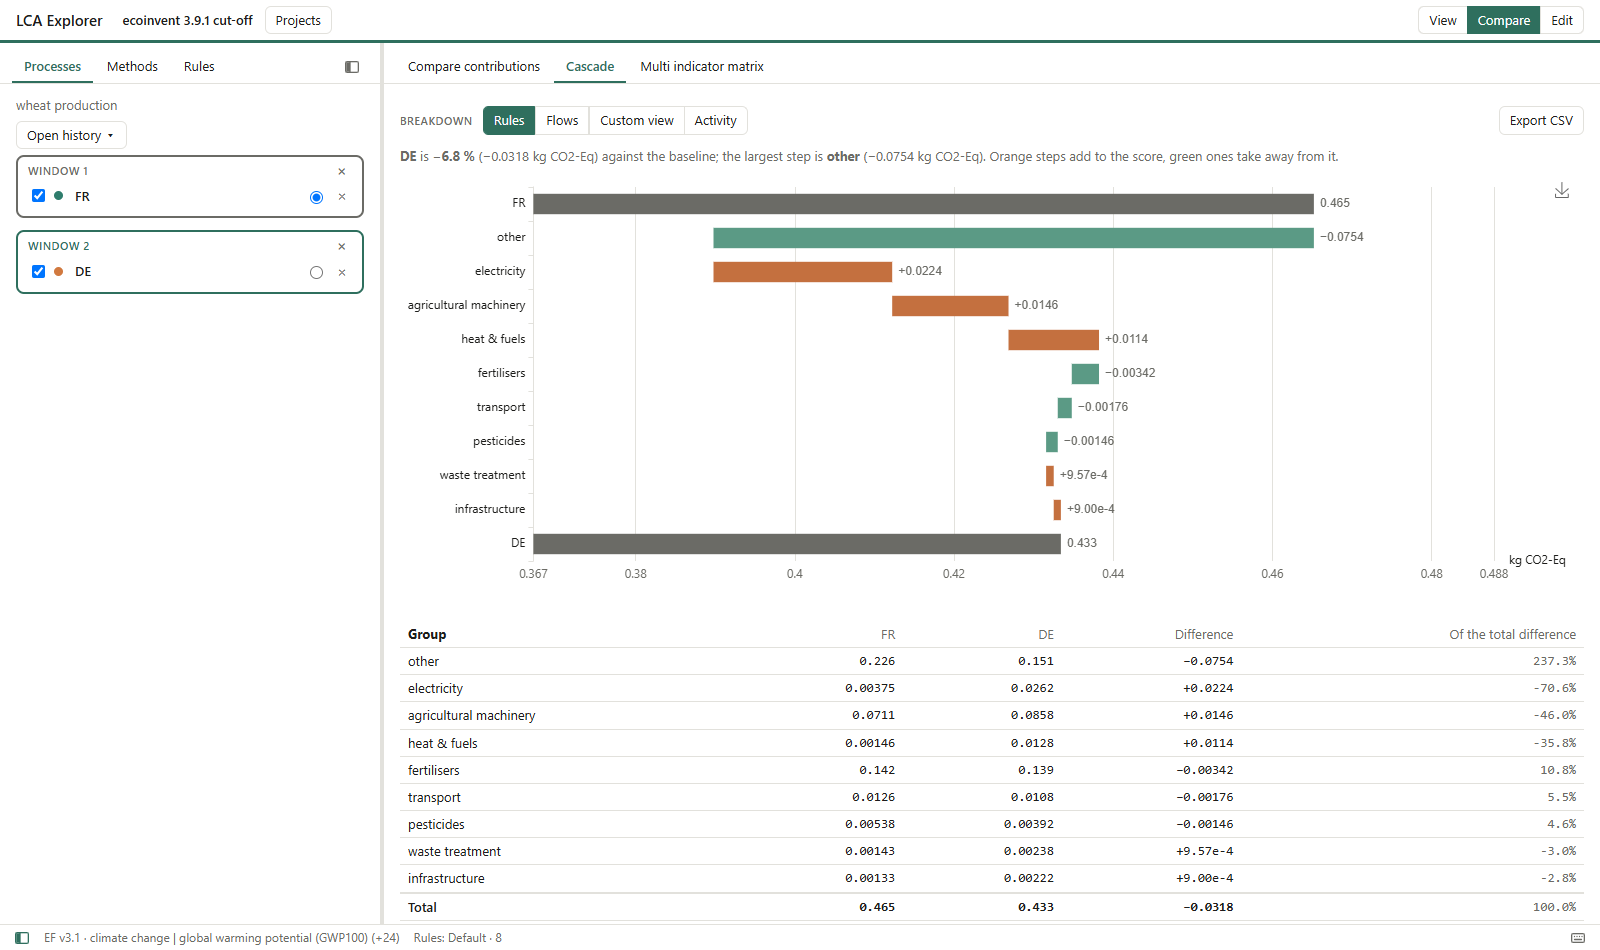 LCA Explorer ecoinvent 3.9.1 cut-off Projects View Compare Edit
Processes Methods Rules Compare contributions Cascade Multi indicator matrix
wheat production
Open history
WINDOW 1 ×
FR ×
WINDOW 2 ×
DE ×
BREAKDOWN Rules Flows Custom view Activity Export CSV
DE is −6.8 % (−0.0318 kg CO2-Eq) against the baseline; the largest step is other (−0.0754 kg CO2-Eq). Orange steps add to the score, green ones take away from it.
FR 0.465
other −0.0754
electricity +0.0224
agricultural machinery +0.0146
heat & fuels +0.0114
fertilisers −0.00342
transport −0.00176
pesticides −0.00146
waste treatment +9.57e-4
infrastructure +9.00e-4
DE 0.433
kg CO2-Eq
0.367 0.38 0.4 0.42 0.44 0.46 0.48 0.488
Group FR DE Difference Of the total difference
other 0.226 0.151 −0.0754 237.3%
electricity 0.00375 0.0262 +0.0224 -70.6%
agricultural machinery 0.0711 0.0858 +0.0146 -46.0%
heat & fuels 0.00146 0.0128 +0.0114 -35.8%
fertilisers 0.142 0.139 −0.00342 10.8%
transport 0.0126 0.0108 −0.00176 5.5%
pesticides 0.00538 0.00392 −0.00146 4.6%
waste treatment 0.00143 0.00238 +9.57e-4 -3.0%
infrastructure 0.00133 0.00222 +9.00e-4 -2.8%
Total 0.465 0.433 −0.0318 100.0%
EF v3.1 · climate change | global warming potential (GWP100) (+24) Rules: Default · 8